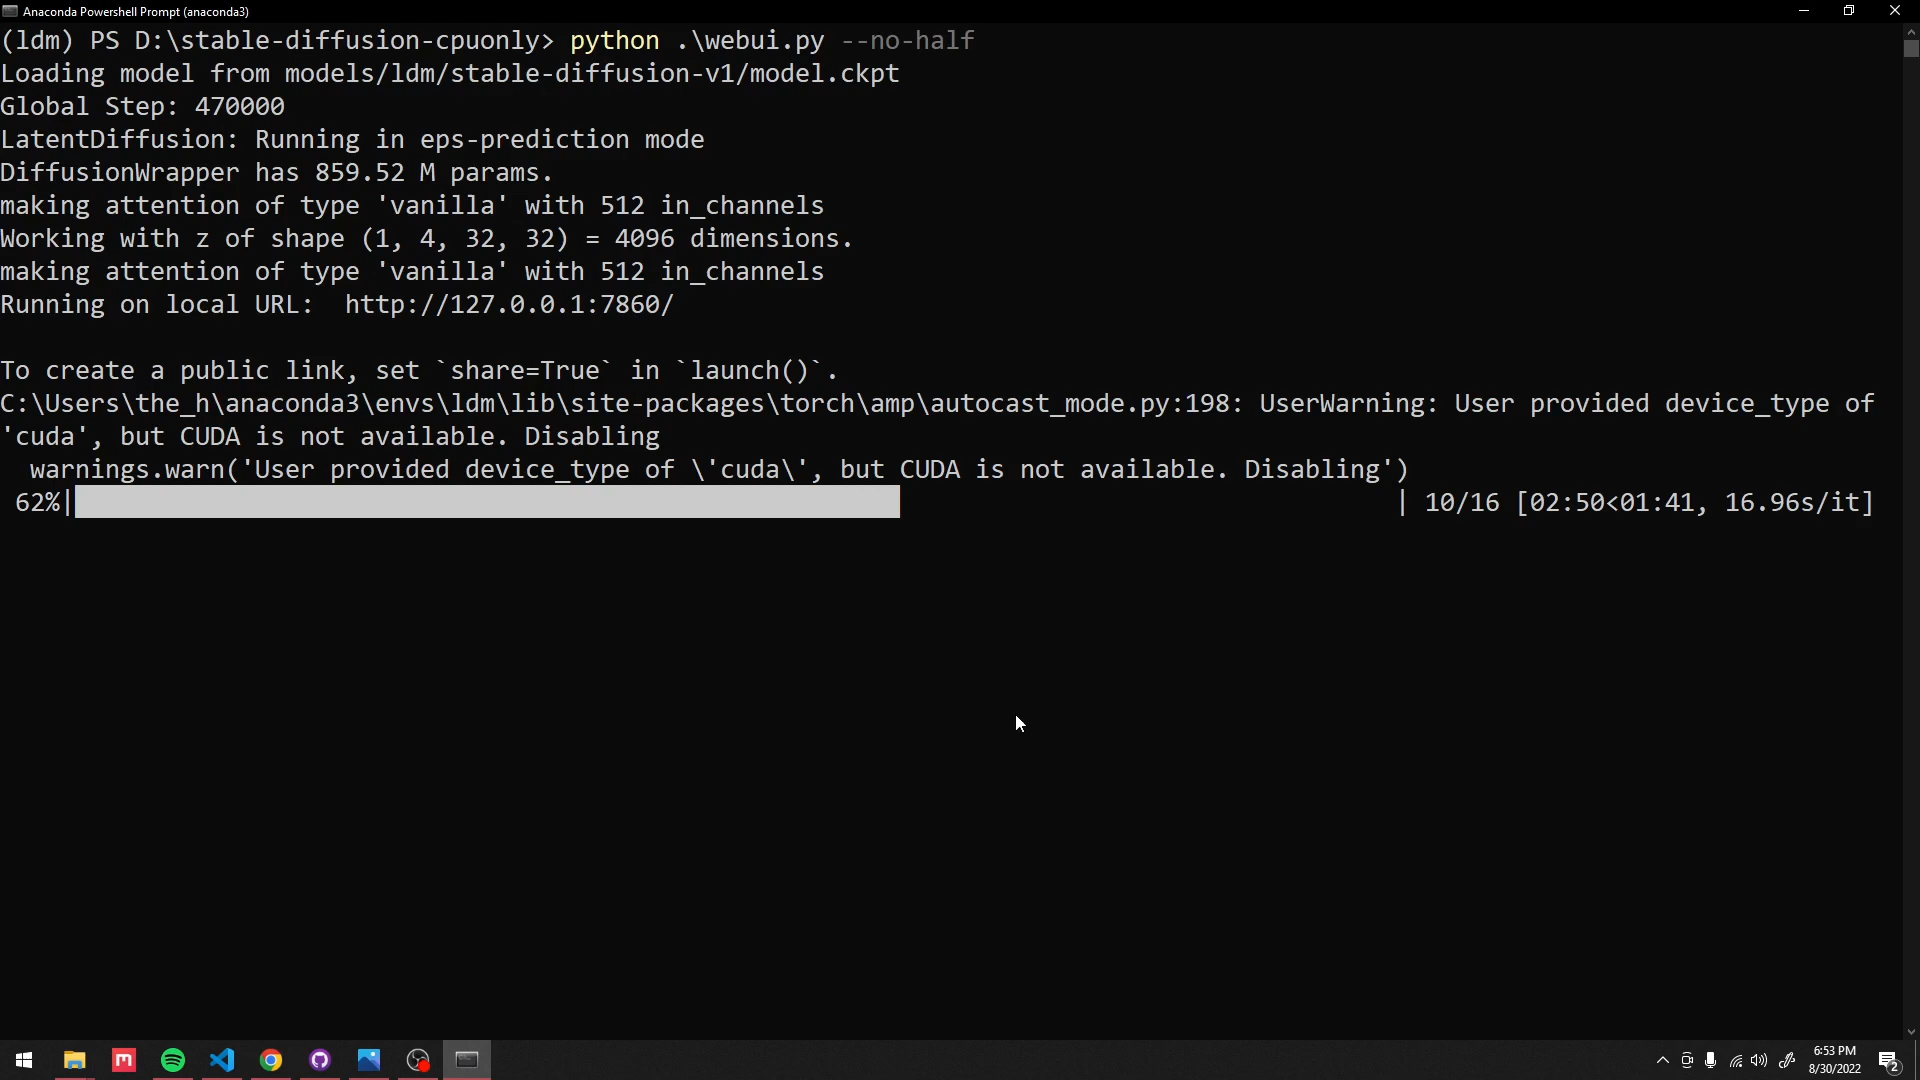 Anaconda Powershell Prompt (anaconda3)
(ldm) PS D:\stable-diffusion-cpuonly> python .\webui.py --no-half
Loading model from models/ldm/stable-diffusion-v1/model.ckpt
Global Step: 470000
LatentDiffusion: Running in eps-prediction mode
DiffusionWrapper has 859.52 M params.
making attention of type 'vanilla' with 512 in_channels
Working with z of shape (1, 4, 32, 32) = 4096 dimensions.
making attention of type 'vanilla' with 512 in_channels
Running on local URL:  http://127.0.0.1:7860/
To create a public link, set `share=True` in `launch()`.
C:\Users\the_h\anaconda3\envs\ldm\lib\site-packages\torch\amp\autocast_mode.py:198: UserWarning: User provided device_type of
'cuda', but CUDA is not available. Disabling
  warnings.warn('User provided device_type of \'cuda\', but CUDA is not available. Disabling')
 62%| | 10/16 [02:50<01:41, 16.96s/it]
m
6:53 PM
8/30/2022
2